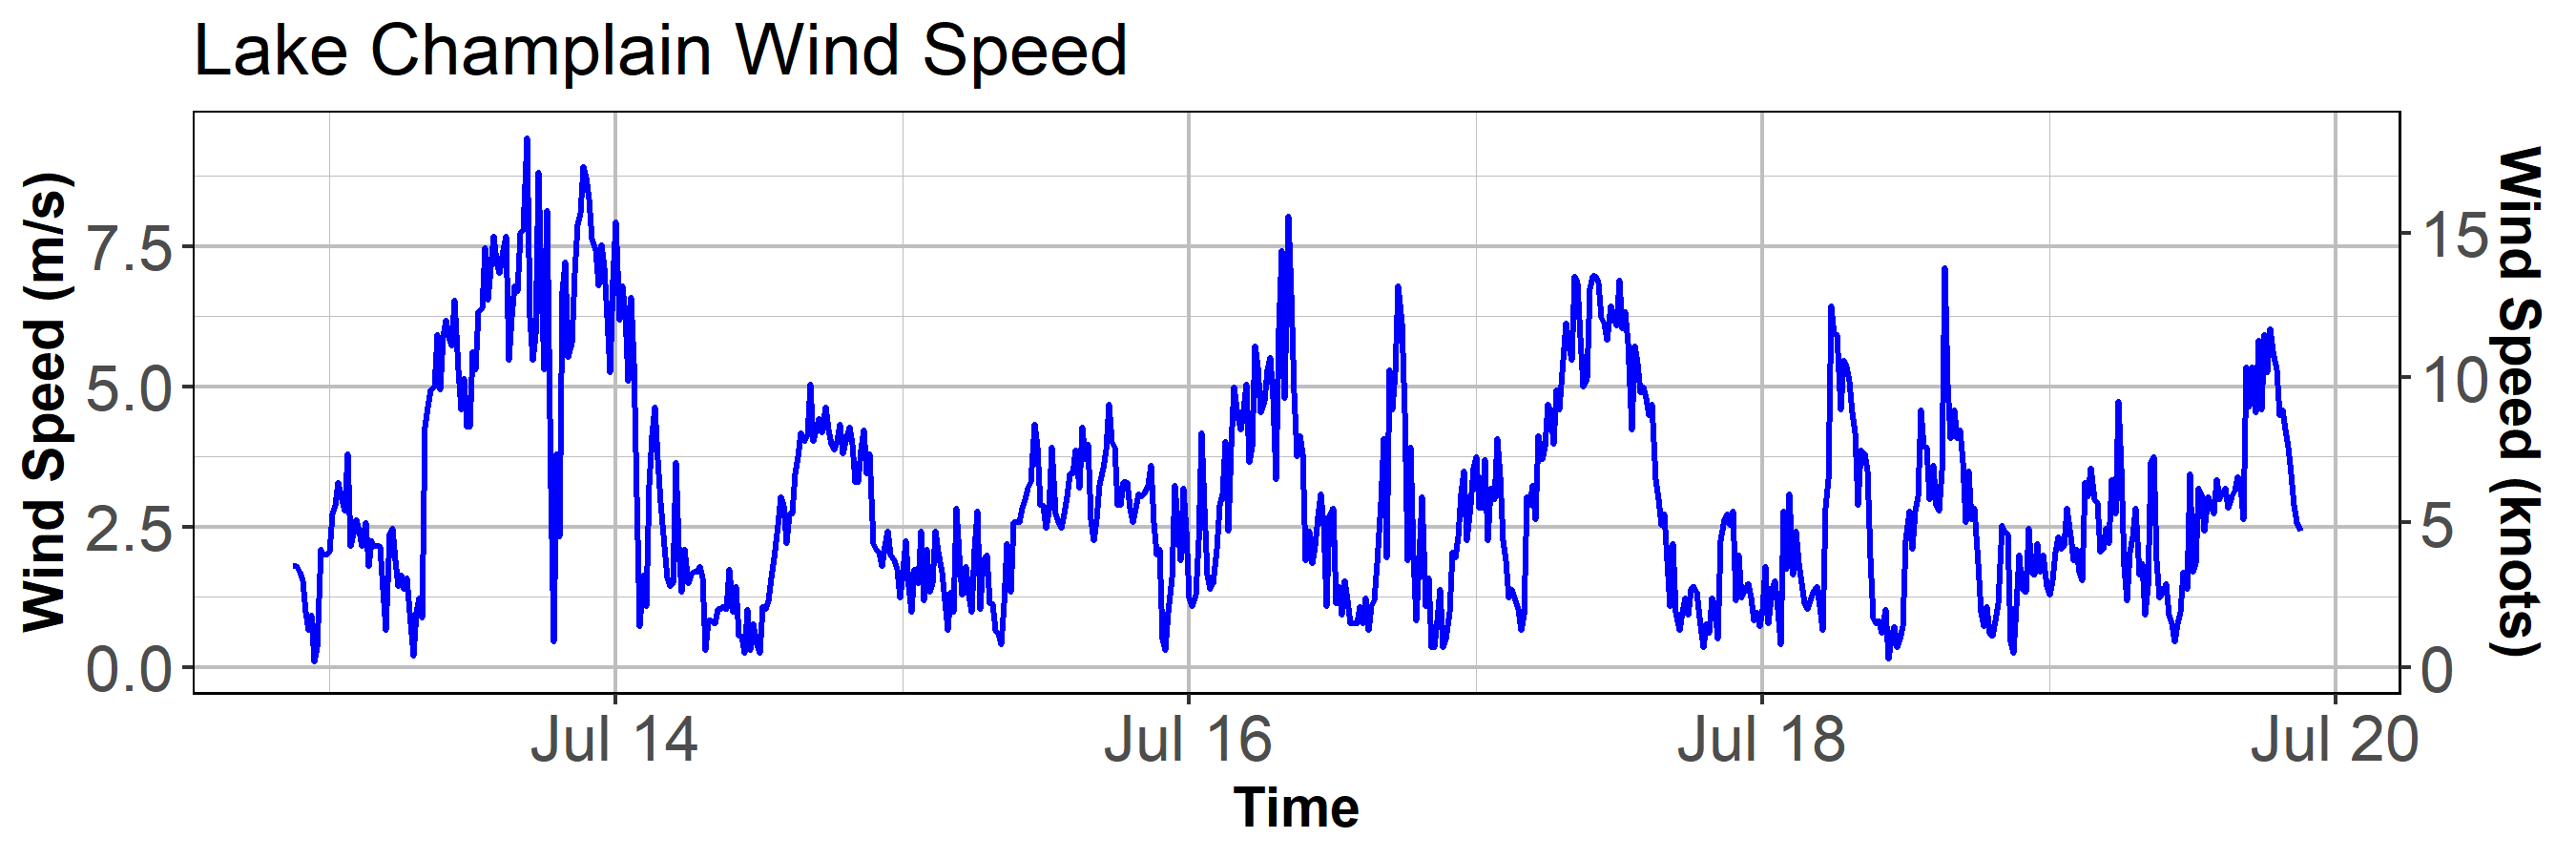 Lake Champlain Wind Speed
Wind Speed (m/s)
7.5
5.0
2.5
0.0
15
10
5
0
Wind Speed (knots)
Jul 14 Jul 16 Jul 18 Jul 20
Time